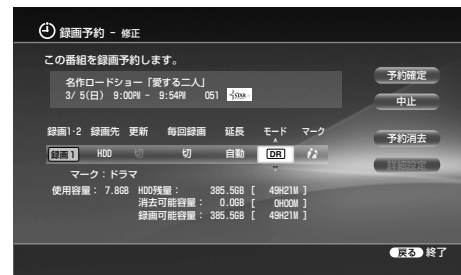 録画予約 - 修正
この番組を録画予約します。
名作ロードショー「愛する二人」
3/ 5(日) 9:00PM - 9:54PM 051 STAR
予約確定
中止
予約消去
詳細設定
録画1·2 録画先 更新 毎回録画 延長 モード マーク
録画1 HDD 切 切 自動 DR
マーク：ドラマ
使用容量： 7.8GB HDD残量： 385.5GB [ 49H21M ]
消去可能容量： 0.0GB [ 0H00M ]
録画可能容量： 385.5GB [ 49H21M ]
戻る 終了